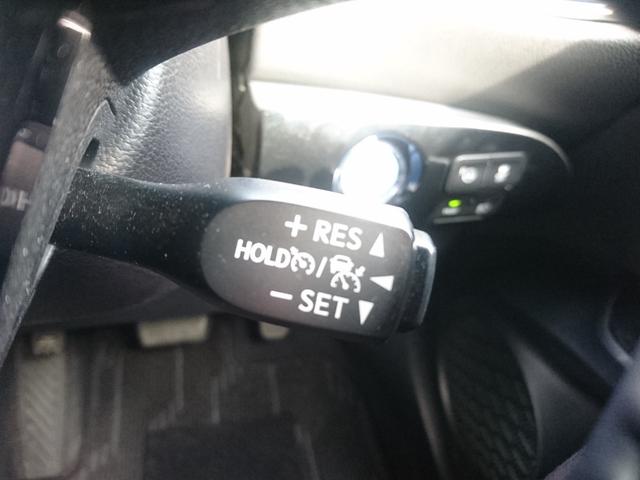 + RES
HOLD /
− SET